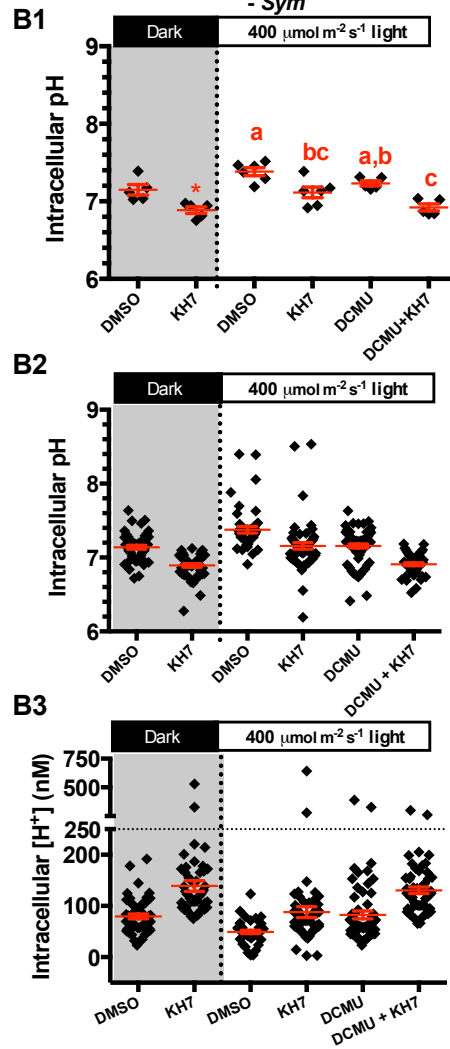 - Sym
B1
Dark
400 µmol m⁻² s⁻¹ light
Intracellular pH
9
8
7
6
*
a
bc
a,b
c
DMSO
KH7
DMSO
KH7
DCMU
DCMU+KH7
B2
Dark
400 µmol m⁻² s⁻¹ light
Intracellular pH
9
8
7
6
DMSO
KH7
DMSO
KH7
DCMU
DCMU + KH7
B3
Dark
400 µmol m⁻² s⁻¹ light
Intracellular [H⁺] (nM)
750
500
250
200
100
0
DMSO
KH7
DMSO
KH7
DCMU
DCMU + KH7